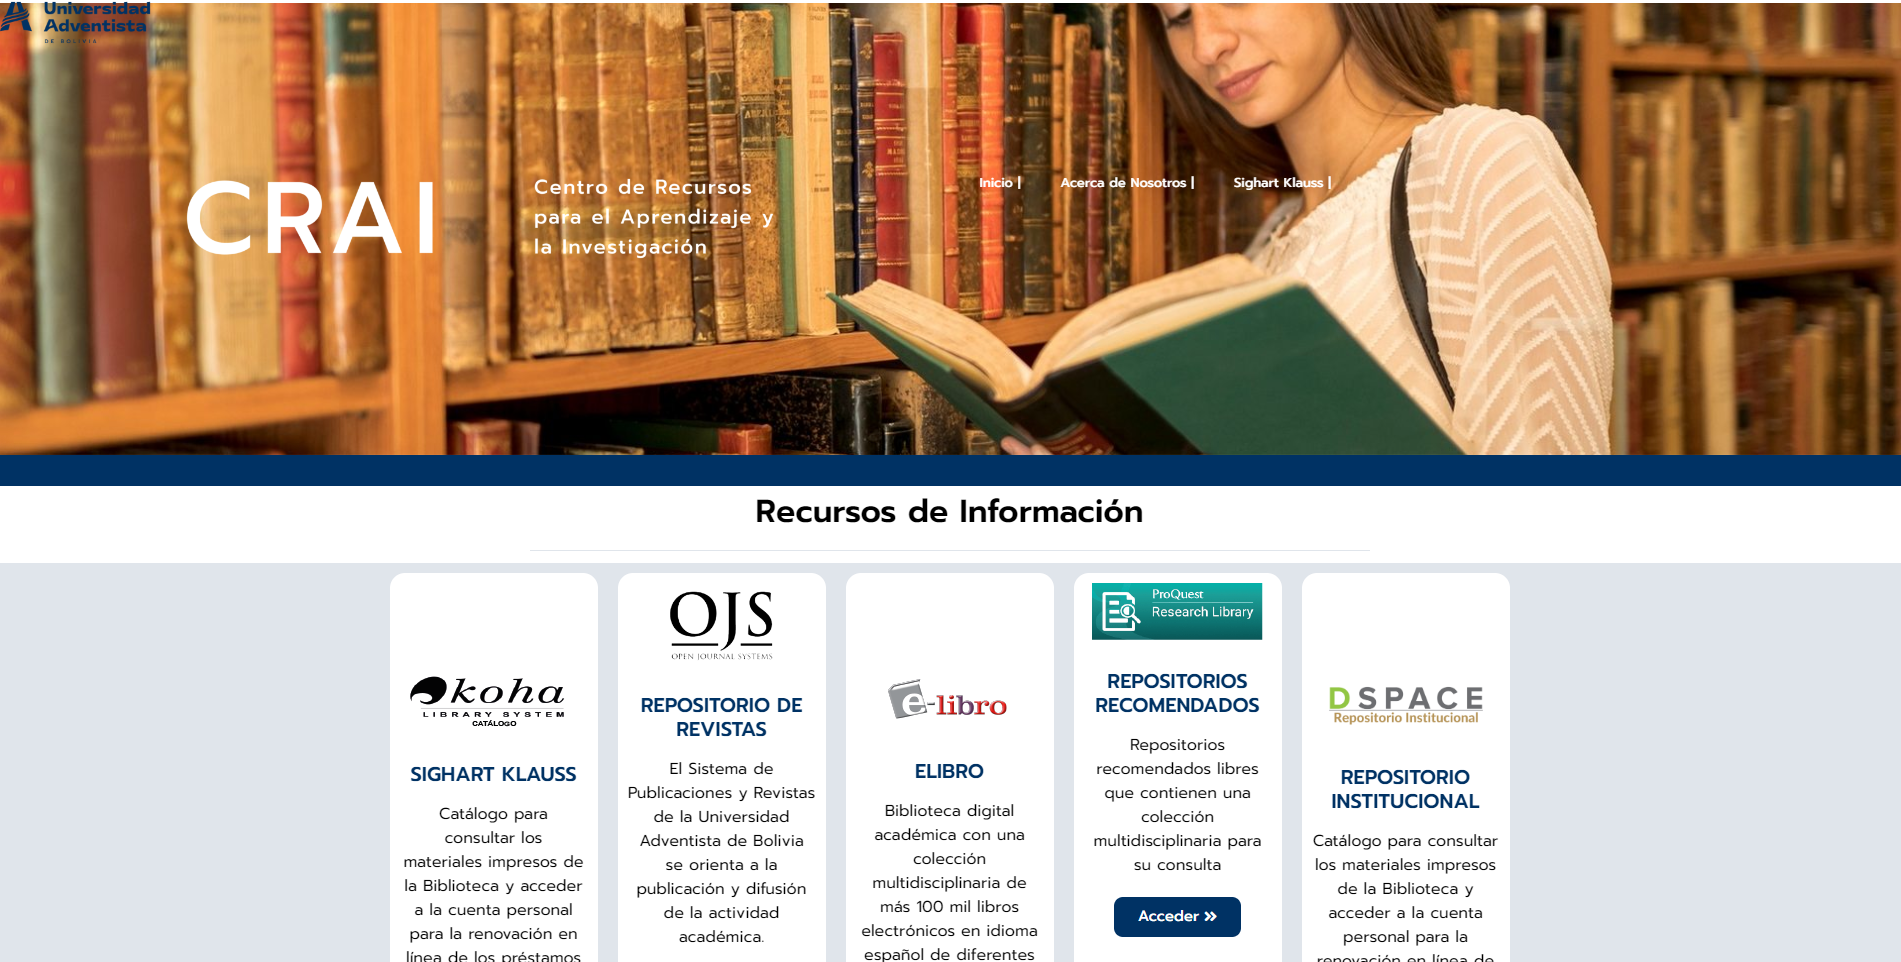 Universidad
Adventista
DE BOLIVIA
CRAI
Centro de Recursos
para el Aprendizaje y
la Investigación
Inicio |
Acerca de Nosotros |
Sighart Klauss |
Recursos de Información
koha
LIBRARY SYSTEM
CATÁLOGO
SIGHART KLAUSS
Catálogo para
consultar los
materiales impresos de
la Biblioteca y acceder
a la cuenta personal
para la renovación en
línea de los préstamos
OJS
OPEN JOURNAL SYSTEMS
REPOSITORIO DE
REVISTAS
El Sistema de
Publicaciones y Revistas
de la Universidad
Adventista de Bolivia
se orienta a la
publicación y difusión
de la actividad
académica.
e-libro
ELIBRO
Biblioteca digital
académica con una
colección
multidisciplinaria de
más 100 mil libros
electrónicos en idioma
español de diferentes
ProQuest
Research Library
REPOSITORIOS
RECOMENDADOS
Repositorios
recomendados libres
que contienen una
colección
multidisciplinaria para
su consulta
Acceder »
DSPACE
Repositorio Institucional
REPOSITORIO
INSTITUCIONAL
Catálogo para consultar
los materiales impresos
de la Biblioteca y
acceder a la cuenta
personal para la
renovación en línea de